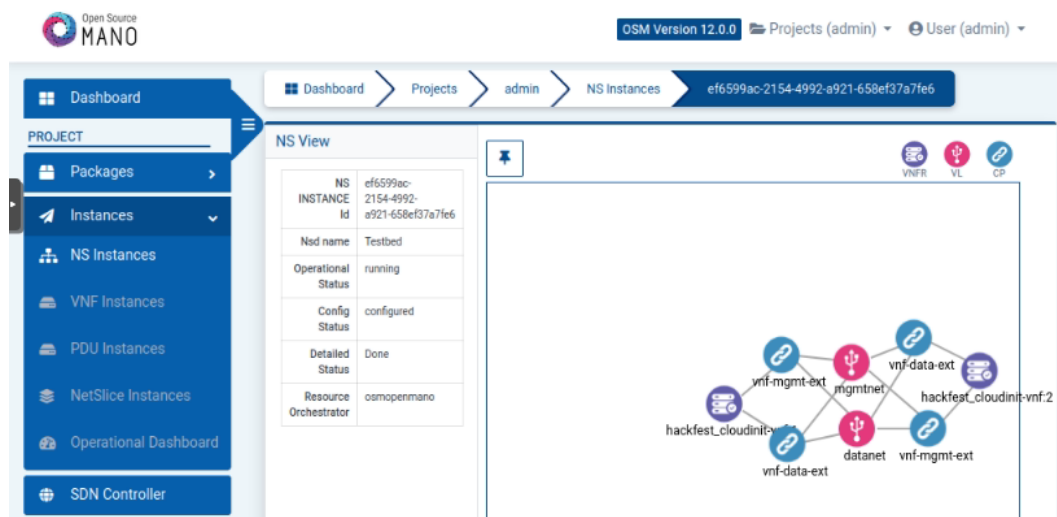 Open Source
MANO
OSM Version 12.0.0
Projects (admin)
User (admin)
Dashboard
PROJECT
Packages
Instances
NS Instances
VNF Instances
PDU Instances
NetSlice Instances
Operational Dashboard
SDN Controller
Dashboard
Projects
admin
NS Instances
ef6599ac-2154-4992-a921-658ef37a7fe6
NS View
NS
INSTANCE
Id
ef6599ac-
2154-4992-
a921-658ef37a7fe6
Nsd name
Testbed
Operational
Status
running
Config
Status
configured
Detailed
Status
Done
Resource
Orchestrator
osmopenmano
VNFR
VL
CP
vnf-data-ext
vnf-mgmt-ext
mgmtnet
hackfest_cloudinit-vnf:2
hackfest_cloudinit-
datanet
vnf-mgmt-ext
vnf-data-ext